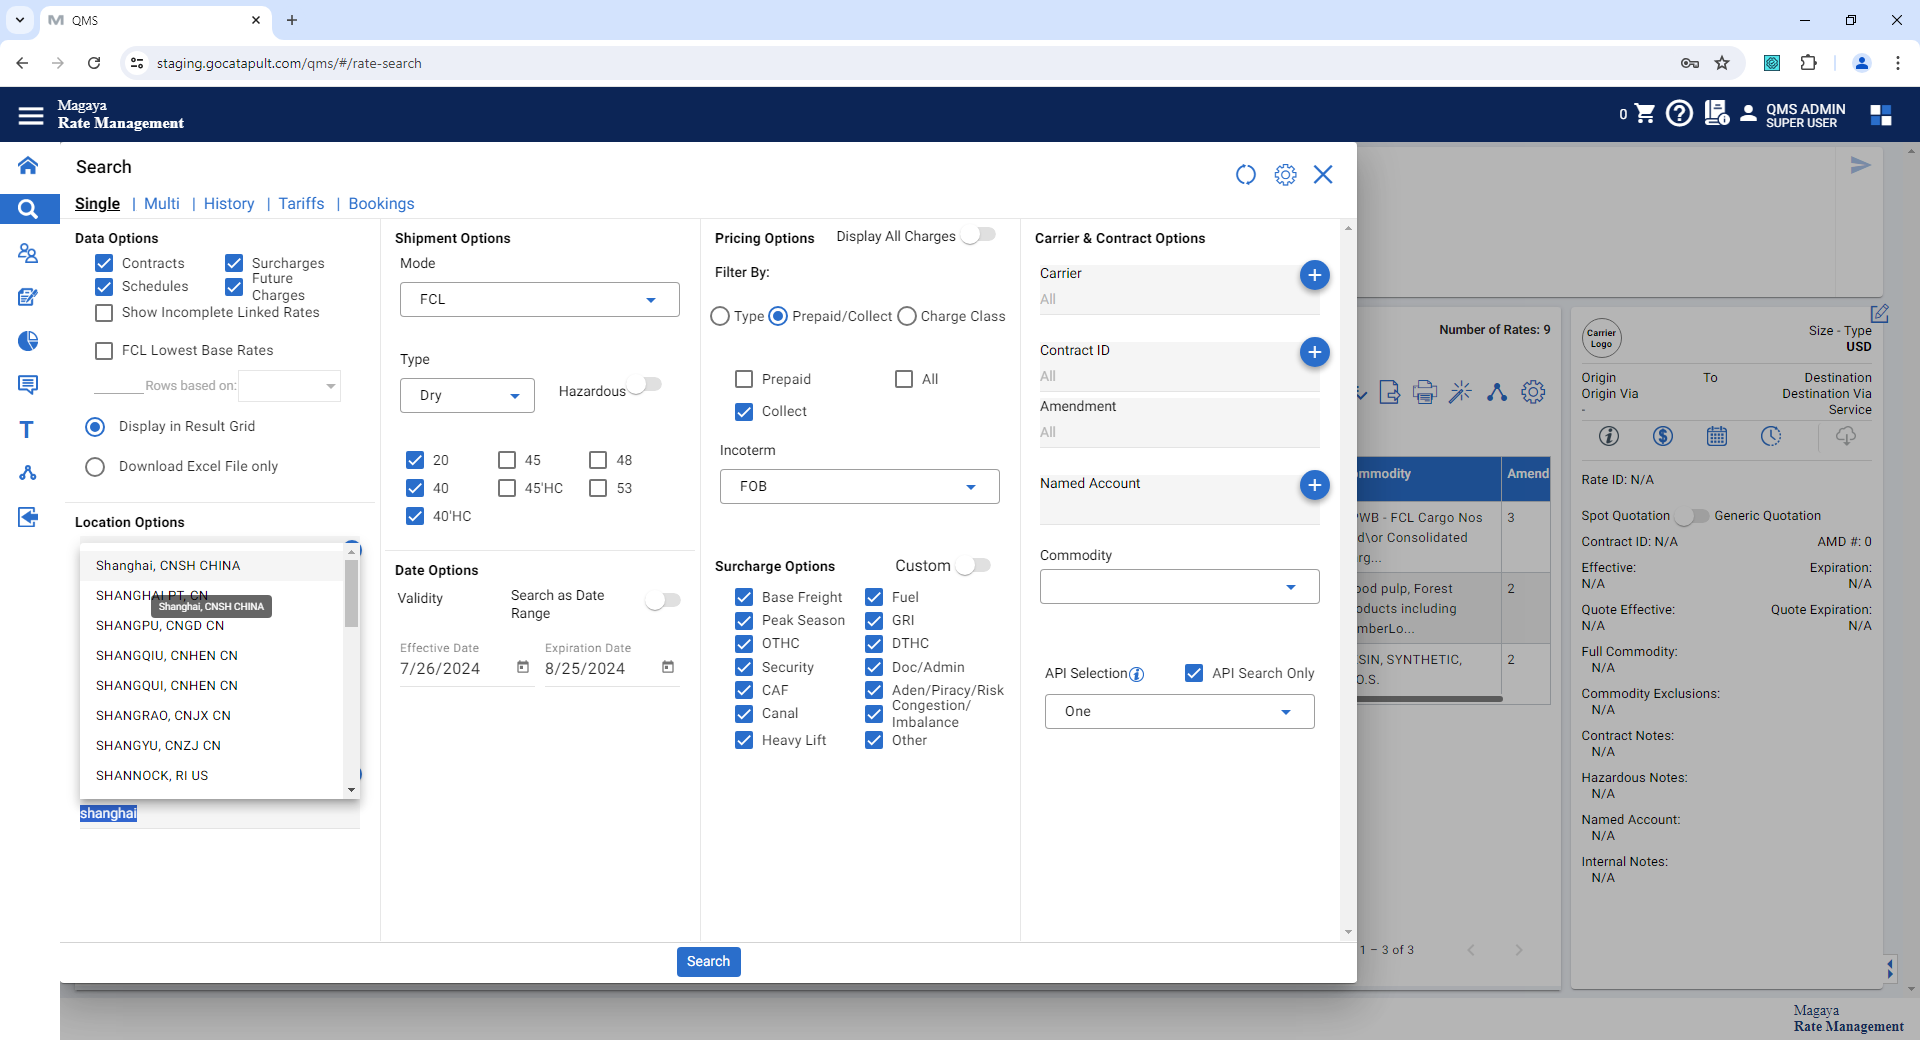 QMS
staging.gocatapult.com/qms/#/rate-search
Magaya
Rate Management
0
QMS ADMIN
SUPER USER
Search
Single | Multi | History | Tariffs | Bookings
Data Options
Contracts
Surcharges
Schedules
Future
Charges
Show Incomplete Linked Rates
FCL Lowest Base Rates
Rows based on:
Display in Result Grid
Download Excel File only
Location Options
Shanghai, CNSH CHINA
SHANGHAI PT, CN
Shanghai, CNSH CHINA
SHANGPU, CNGD CN
SHANGQIU, CNHEN CN
SHANGQUI, CNHEN CN
SHANGRAO, CNJX CN
SHANGYU, CNZJ CN
SHANNOCK, RI US
shanghai
Shipment Options
Mode
FCL
Type
Dry
Hazardous
20
45
48
40
45'HC
53
40'HC
Date Options
Validity
Search as Date
Range
Effective Date
7/26/2024
Expiration Date
8/25/2024
Pricing Options
Display All Charges
Filter By:
Type
Prepaid/Collect
Charge Class
Prepaid
All
Collect
Incoterm
FOB
Surcharge Options
Custom
Base Freight
Fuel
Peak Season
GRI
OTHC
DTHC
Security
Doc/Admin
CAF
Aden/Piracy/Risk
Canal
Congestion/
Imbalance
Heavy Lift
Other
Carrier & Contract Options
Carrier
All
Contract ID
All
Amendment
All
Named Account
Commodity
API Selection
API Search Only
One
Search
Number of Rates: 9
mmodity
Amend
WB - FCL Cargo Nos
d\or Consolidated
rg...
3
ood pulp, Forest
oducts including
mberLo...
2
SIN, SYNTHETIC,
O.S.
2
1 – 3 of 3
Carrier
Logo
Size - Type
USD
Origin
To
Destination
Origin Via
Destination Via
-
Service
Rate ID: N/A
Spot Quotation
Generic Quotation
Contract ID: N/A
AMD #: 0
Effective:
Expiration:
N/A
N/A
Quote Effective:
Quote Expiration:
N/A
N/A
Full Commodity:
N/A
Commodity Exclusions:
N/A
Contract Notes:
N/A
Hazardous Notes:
N/A
Named Account:
N/A
Internal Notes:
N/A
Magaya
Rate Management